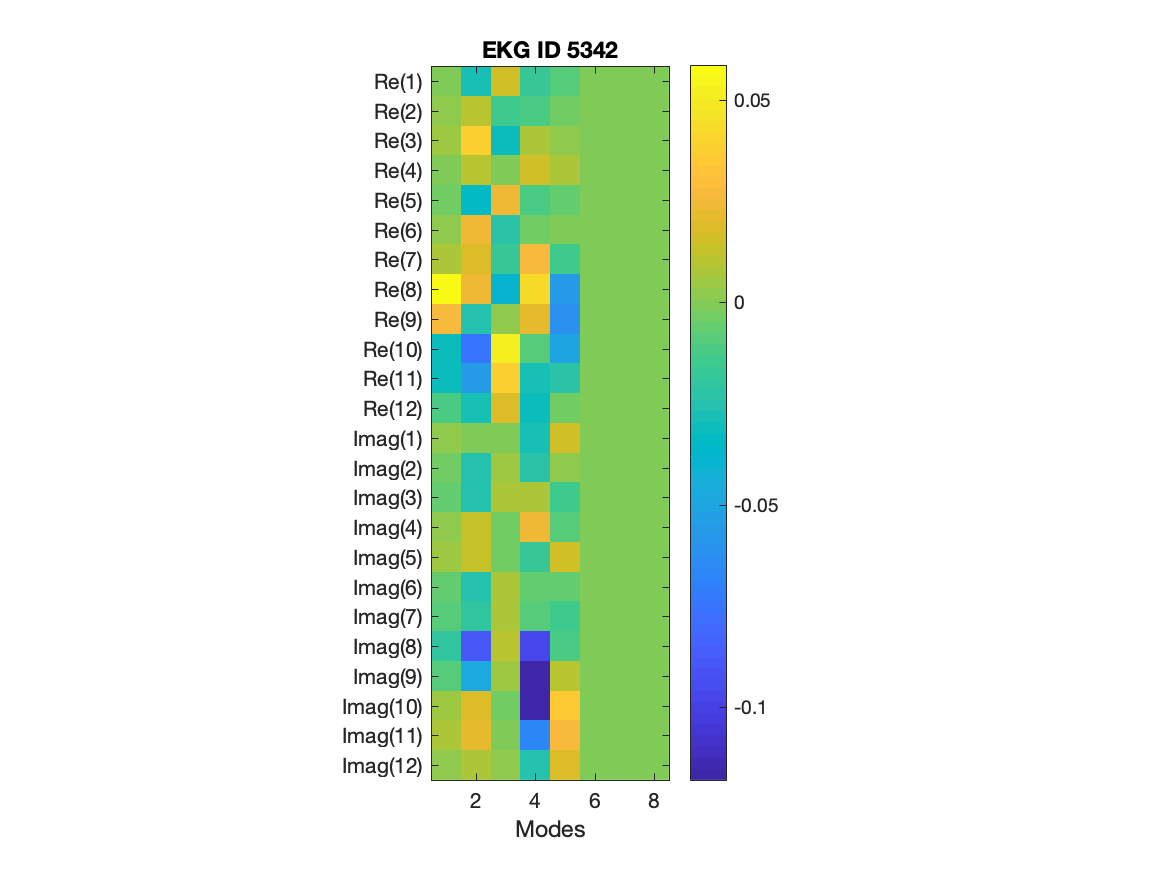 EKG ID 5342
Re(1)
Re(2)
Re(3)
Re(4)
Re(5)
Re(6)
Re(7)
Re(8)
Re(9)
Re(10)
Re(11)
Re(12)
Imag(1)
Imag(2)
Imag(3)
Imag(4)
Imag(5)
Imag(6)
Imag(7)
Imag(8)
Imag(9)
Imag(10)
Imag(11)
Imag(12)
2 4 6 8
Modes
0.05
0
-0.05
-0.1